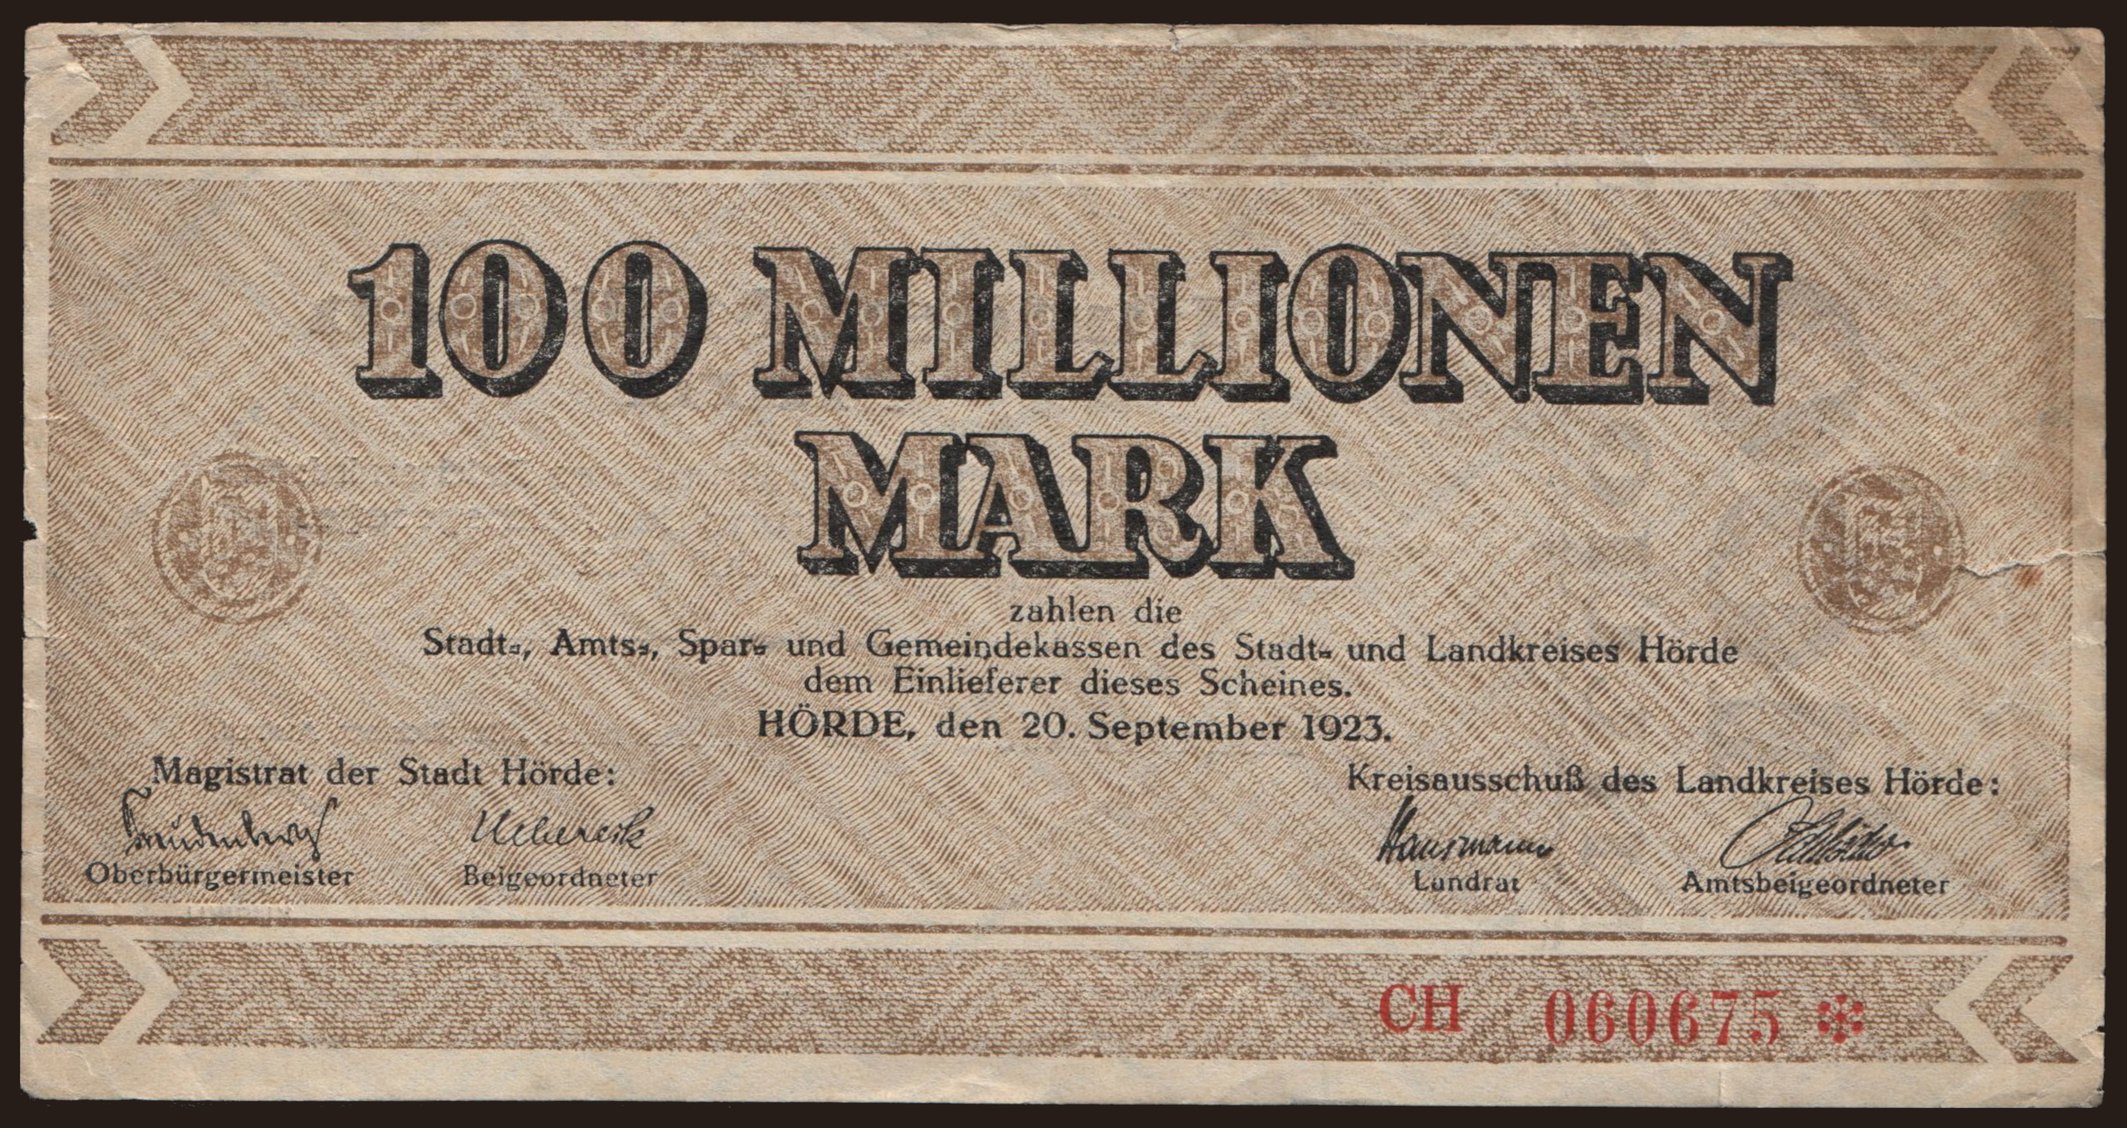 100 MILLIONEN
MARK
zahlen die
Stadt-, Amts-, Spar- und Gemeindekassen des Stadt- und Landkreises Hörde
dem Einlieferer dieses Scheines.
HÖRDE, den 20. September 1923.
Magistrat der Stadt Hörde:
Kreisausschuß des Landkreises Hörde:
Hansmann
Oberbürgermeister Beigeordneter
Landrat Amtsbeigeordneter
CH 060675 *